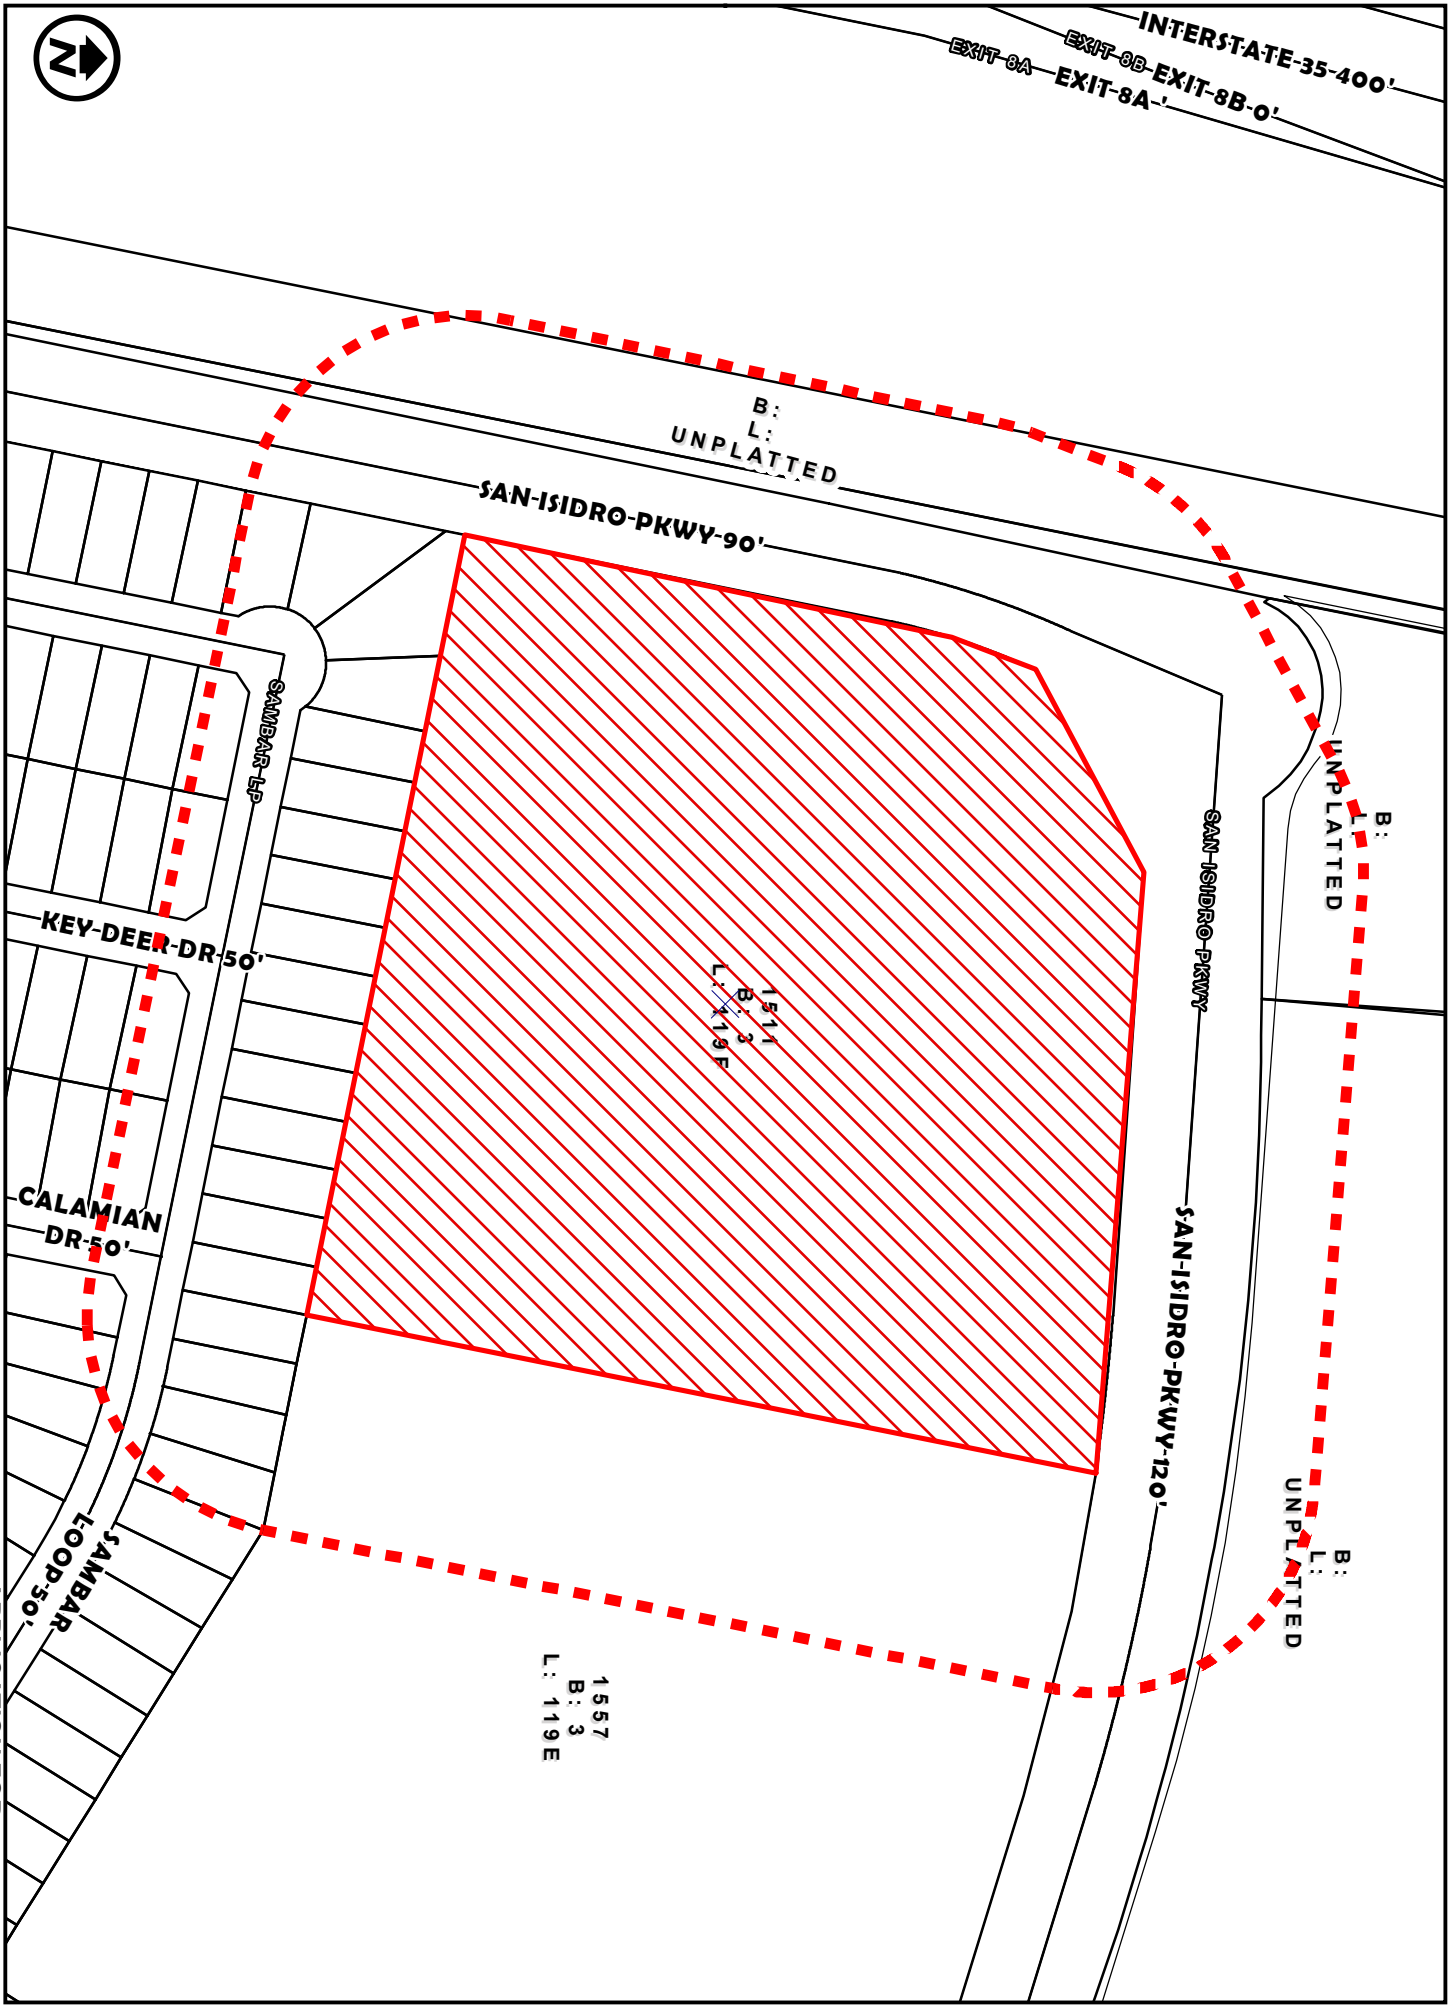 N
INTERSTATE 35 400'
EXIT 8B
EXIT 8B 0'
EXIT 8A
EXIT 8A '
B:
L:
UNPLATTED
SAN ISIDRO PKWY 90'
SAMBAR LP
B:
L:
UNPLATTED
SAN ISIDRO PKWY
KEY DEER DR 50'
1511
B: 3
L: 119F
CALAMIAN
DR 50'
SAN ISIDRO PKWY 120'
B:
L:
UNPLATTED
SAMBAR
LOOP 50'
1557
B: 3
L: 119E